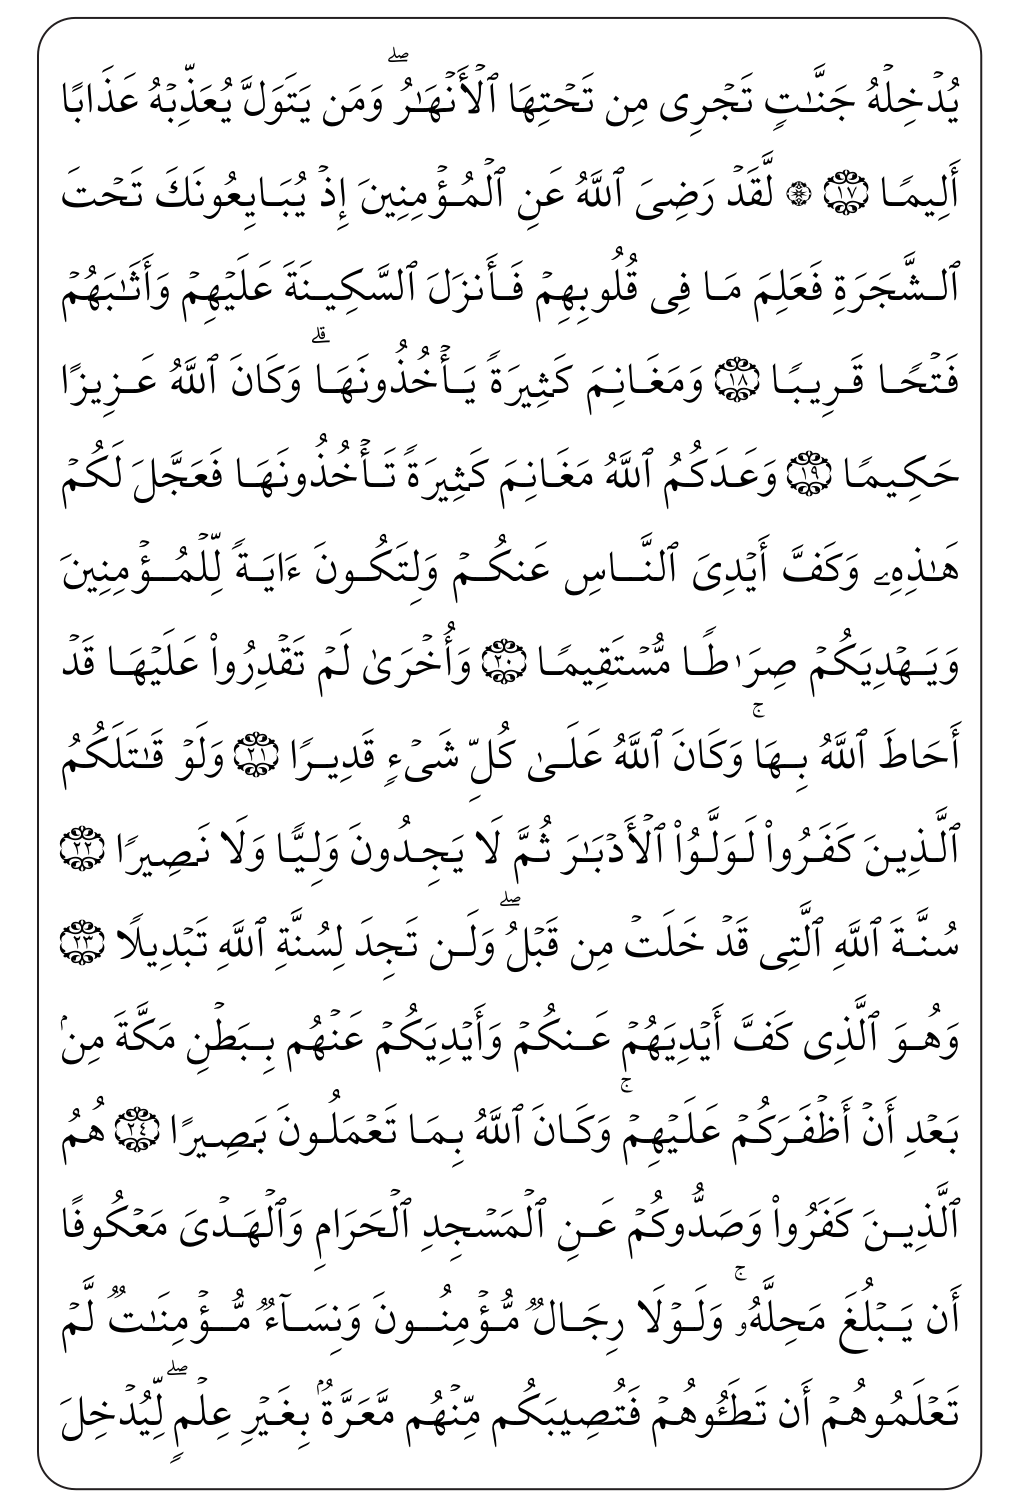 يُدۡخِلۡهُ جَنَّٰتٖ تَجۡرِي مِن تَحۡتِهَا ٱلۡأَنۡهَٰرُۖ وَمَن يَتَوَلَّ يُعَذِّبۡهُ عَذَابًا
أَلِيمٗا ١٧ ۞ لَّقَدۡ رَضِيَ ٱللَّهُ عَنِ ٱلۡمُؤۡمِنِينَ إِذۡ يُبَايِعُونَكَ تَحۡتَ
ٱلشَّجَرَةِ فَعَلِمَ مَا فِي قُلُوبِهِمۡ فَأَنزَلَ ٱلسَّكِينَةَ عَلَيۡهِمۡ وَأَثَٰبَهُمۡ
فَتۡحٗا قَرِيبٗا ١٨ وَمَغَانِمَ كَثِيرَةٗ يَأۡخُذُونَهَاۗ وَكَانَ ٱللَّهُ عَزِيزًا
حَكِيمٗا ١٩ وَعَدَكُمُ ٱللَّهُ مَغَانِمَ كَثِيرَةٗ تَأۡخُذُونَهَا فَعَجَّلَ لَكُمۡ
هَٰذِهِۦ وَكَفَّ أَيۡدِيَ ٱلنَّاسِ عَنكُمۡ وَلِتَكُونَ ءَايَةٗ لِّلۡمُؤۡمِنِينَ
وَيَهۡدِيَكُمۡ صِرَٰطٗا مُّسۡتَقِيمٗا ٢٠ وَأُخۡرَىٰ لَمۡ تَقۡدِرُواْ عَلَيۡهَا قَدۡ
أَحَاطَ ٱللَّهُ بِهَاۚ وَكَانَ ٱللَّهُ عَلَىٰ كُلِّ شَيۡءٖ قَدِيرٗا ٢١ وَلَوۡ قَٰتَلَكُمُ
ٱلَّذِينَ كَفَرُواْ لَوَلَّوُاْ ٱلۡأَدۡبَٰرَ ثُمَّ لَا يَجِدُونَ وَلِيّٗا وَلَا نَصِيرٗا ٢٢
سُنَّةَ ٱللَّهِ ٱلَّتِي قَدۡ خَلَتۡ مِن قَبۡلُۖ وَلَن تَجِدَ لِسُنَّةِ ٱللَّهِ تَبۡدِيلٗا ٢٣
وَهُوَ ٱلَّذِي كَفَّ أَيۡدِيَهُمۡ عَنكُمۡ وَأَيۡدِيَكُمۡ عَنۡهُم بِبَطۡنِ مَكَّةَ مِنۢ
بَعۡدِ أَنۡ أَظۡفَرَكُمۡ عَلَيۡهِمۡۚ وَكَانَ ٱللَّهُ بِمَا تَعۡمَلُونَ بَصِيرًا ٢٤ هُمُ
ٱلَّذِينَ كَفَرُواْ وَصَدُّوكُمۡ عَنِ ٱلۡمَسۡجِدِ ٱلۡحَرَامِ وَٱلۡهَدۡيَ مَعۡكُوفًا
أَن يَبۡلُغَ مَحِلَّهُۥۚ وَلَوۡلَا رِجَالٞ مُّؤۡمِنُونَ وَنِسَآءٞ مُّؤۡمِنَٰتٞ لَّمۡ
تَعۡلَمُوهُمۡ أَن تَطَـُٔوهُمۡ فَتُصِيبَكُم مِّنۡهُم مَّعَرَّةُۢ بِغَيۡرِ عِلۡمٖۖ لِّيُدۡخِلَ